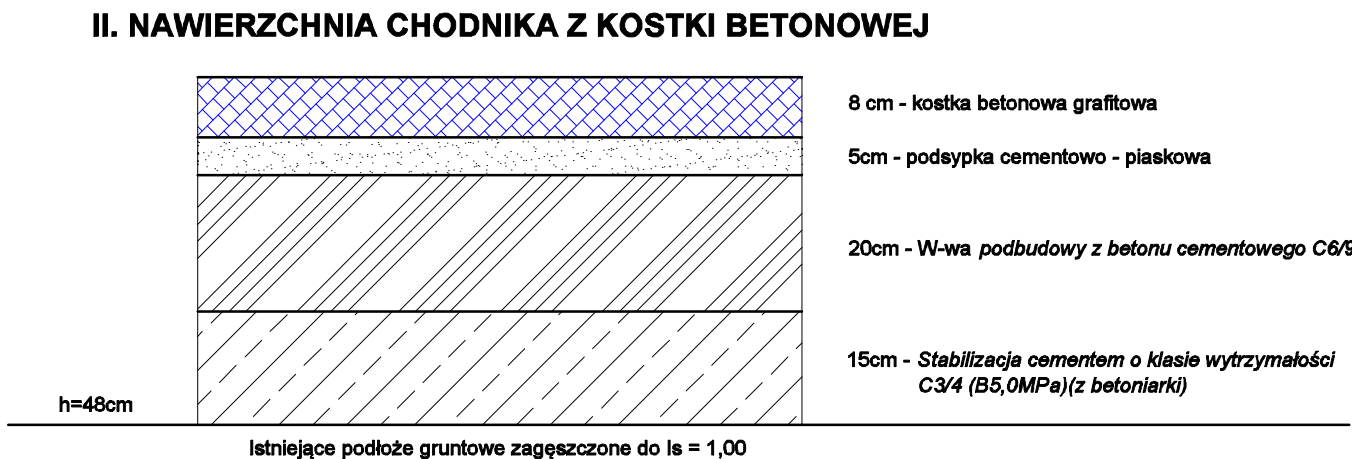 II. NAWIERZCHNIA CHODNIKA Z KOSTKI BETONOWEJ
8 cm - kostka betonowa grafitowa
5cm - podsypka cementowo - piaskowa
20cm - W-wa podbudowy z betonu cementowego C6/9
15cm - Stabilizacja cementem o klasie wytrzymałości
C3/4 (B5,0MPa)(z betoniarki)
h=48cm
Istniejące podłoże gruntowe zagęszczone do Is = 1,00